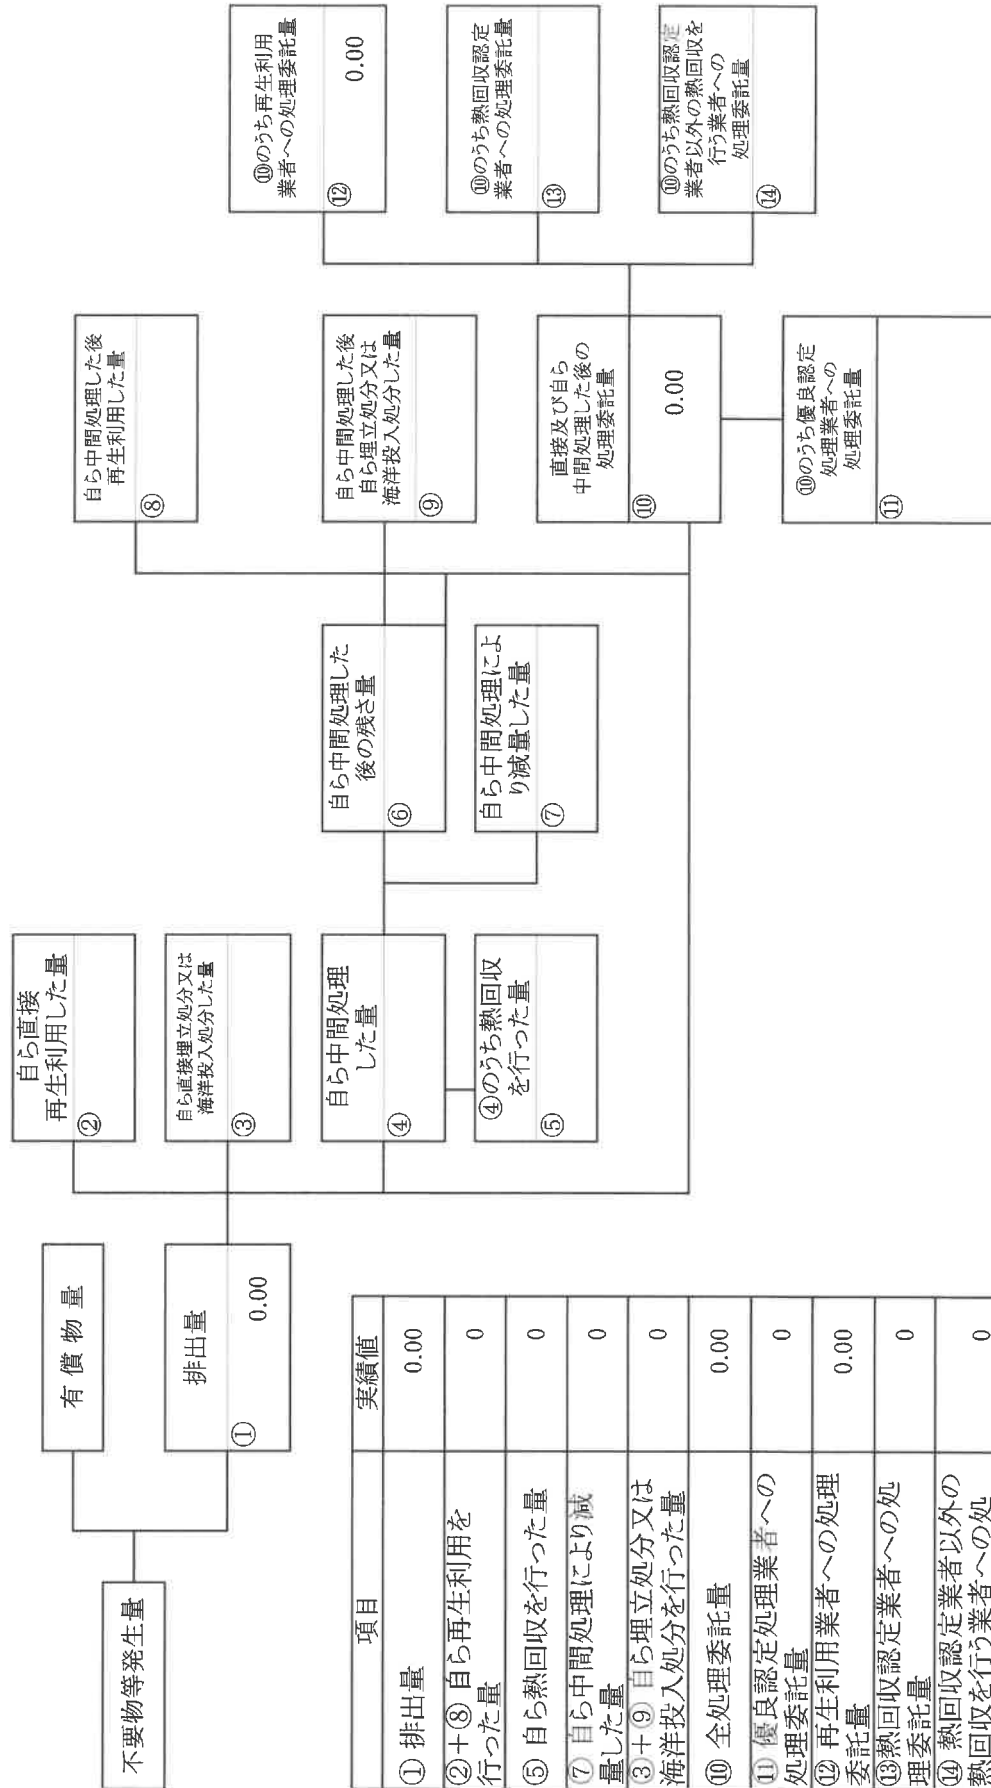 不要物等発生量
有償物量
排出量
①
0.00
自ら直接
再生利用した量
②
自ら直接埋立処分又は
海洋投入処分した量
③
自ら中間処理
した量
④
④のうち熱回収
を行った量
⑤
自ら中間処理した
後の残さ量
⑥
自ら中間処理によ
り減量した量
⑦
自ら中間処理した後
再生利用した量
⑧
自ら中間処理した後
自ら埋立処分又は
海洋投入処分した量
⑨
直接及び自ら
中間処理した後の
処理委託量
⑩
0.00
⑩のうち優良認定
処理業者への
処理委託量
⑪
⑩のうち再生利用
業者への処理委託量
⑫
0.00
⑩のうち熱回収認定
業者への処理委託量
⑬
⑩のうち熱回収認定
業者以外の熱回収を
行う業者への
処理委託量
⑭
項目 実績値
① 排出量 0.00
②+⑧ 自ら再生利用を
行った量 0
⑤ 自ら熱回収を行った量 0
⑦ 自ら中間処理により減
量した量 0
③+⑨ 自ら埋立処分又は
海洋投入処分を行った量 0
⑩ 全処理委託量 0.00
⑪ 優良認定処理業者への
処理委託量 0
⑫ 再生利用業者への処理
委託量 0.00
⑬熱回収認定業者への処
理委託量 0
⑭ 熱回収認定業者以外の
熱回収を行う業者への処 0